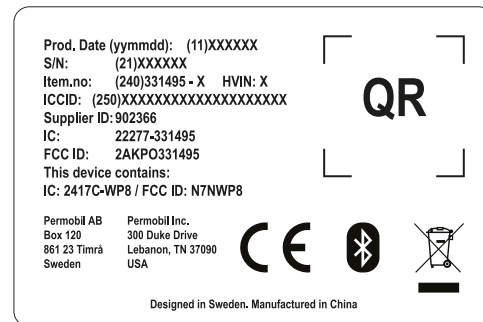 Prod. Date (yymmdd): (11)XXXXXX
S/N: (21)XXXXXX
Item.no: (240)331495 - X HVIN: X
ICCID: (250)XXXXXXXXXXXXXXXXXXXX
Supplier ID: 902366
IC: 22277-331495
FCC ID: 2AKPO331495
This device contains:
IC: 2417C-WP8 / FCC ID: N7NWP8
QR
Permobil AB
Box 120
861 23 Timrå
Sweden
Permobil Inc.
300 Duke Drive
Lebanon, TN 37090
USA
CE
Designed in Sweden. Manufactured in China